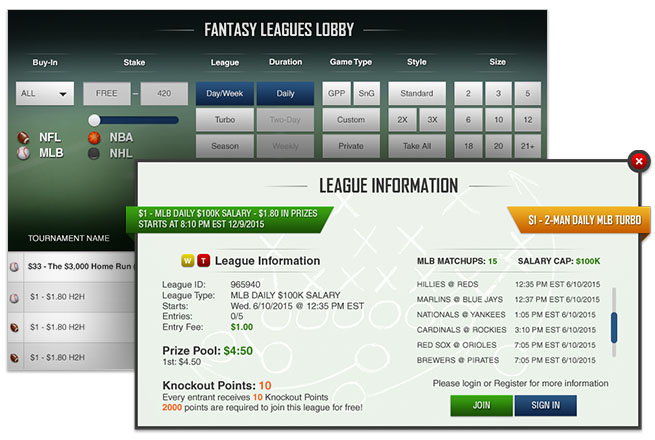 FANTASY LEAGUES LOBBY
Buy-In Stake League Duration Game Type Style Size
ALL FREE – 420 Day/Week Daily GPP SnG Standard 2 3 5
Turbo Two-Day Custom 2X 3X 6 10 12
NFL NBA Season Weekly Private Take All 18 20 21+
MLB NHL
TOURNAMENT NAME
$33 - The $3,000 Home Run
$1 - $1.80 H2H
$1 - $1.80 H2H
$1 - $1.80 H2H
LEAGUE INFORMATION
$1 - MLB DAILY $100K SALARY - $1.80 IN PRIZES
STARTS AT 8:10 PM EST 12/9/2015
$1 - 2-MAN DAILY MLB TURBO
W T League Information
League ID: 965940
League Type: MLB DAILY $100K SALARY
Starts: Wed. 6/10/2015 @ 12:35 PM EST
Entries: 0/5
Entry Fee: $1.00
Prize Pool: $4:50
1st: $4.50
Knockout Points: 10
Every entrant receives 10 Knockout Points
2000 points are required to join this league for free!
MLB MATCHUPS: 15 SALARY CAP: $100K
HILLIES @ REDS 12:35 PM EST 6/10/2015
MARLINS @ BLUE JAYS 12:37 PM EST 6/10/2015
NATIONALS @ YANKEES 1:05 PM EST 6/10/2015
CARDINALS @ ROCKIES 3:10 PM EST 6/10/2015
RED SOX @ ORIOLES 7:05 PM EST 6/10/2015
BREWERS @ PIRATES 7:05 PM EST 6/10/2015
Please login or Register for more information
JOIN SIGN IN